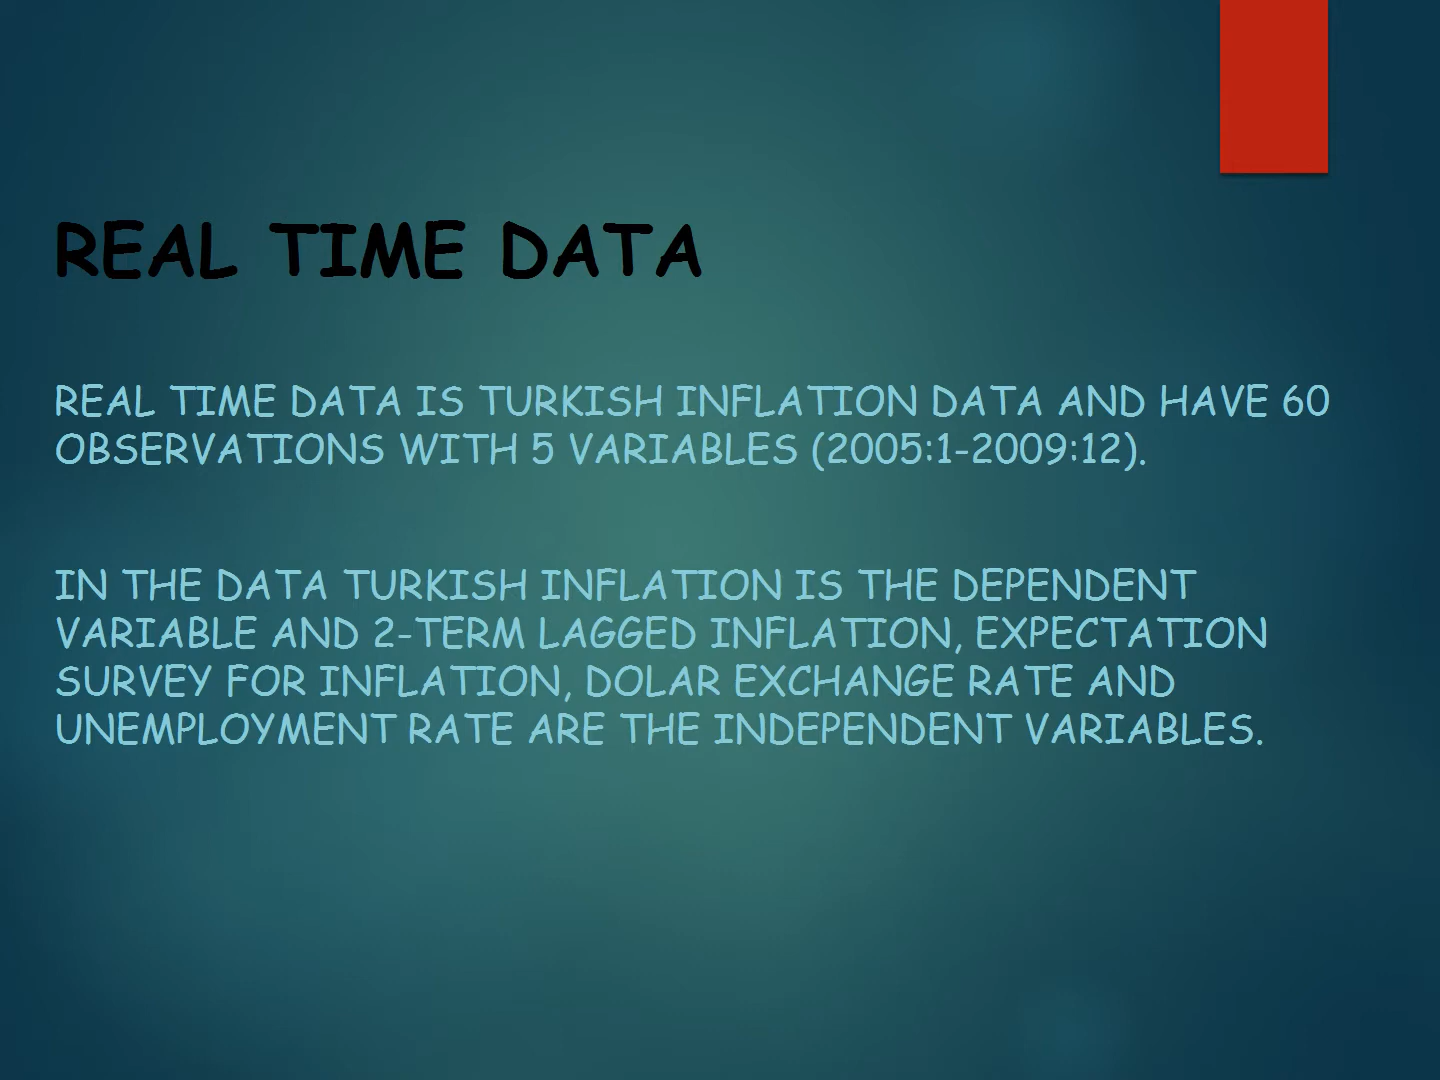 REAL TIME DATA
REAL TIME DATA IS TURKISH INFLATION DATA AND HAVE 60
OBSERVATIONS WITH 5 VARIABLES (2005:1-2009:12).
IN THE DATA TURKISH INFLATION IS THE DEPENDENT
VARIABLE AND 2-TERM LAGGED INFLATION, EXPECTATION
SURVEY FOR INFLATION, DOLAR EXCHANGE RATE AND
UNEMPLOYMENT RATE ARE THE INDEPENDENT VARIABLES.